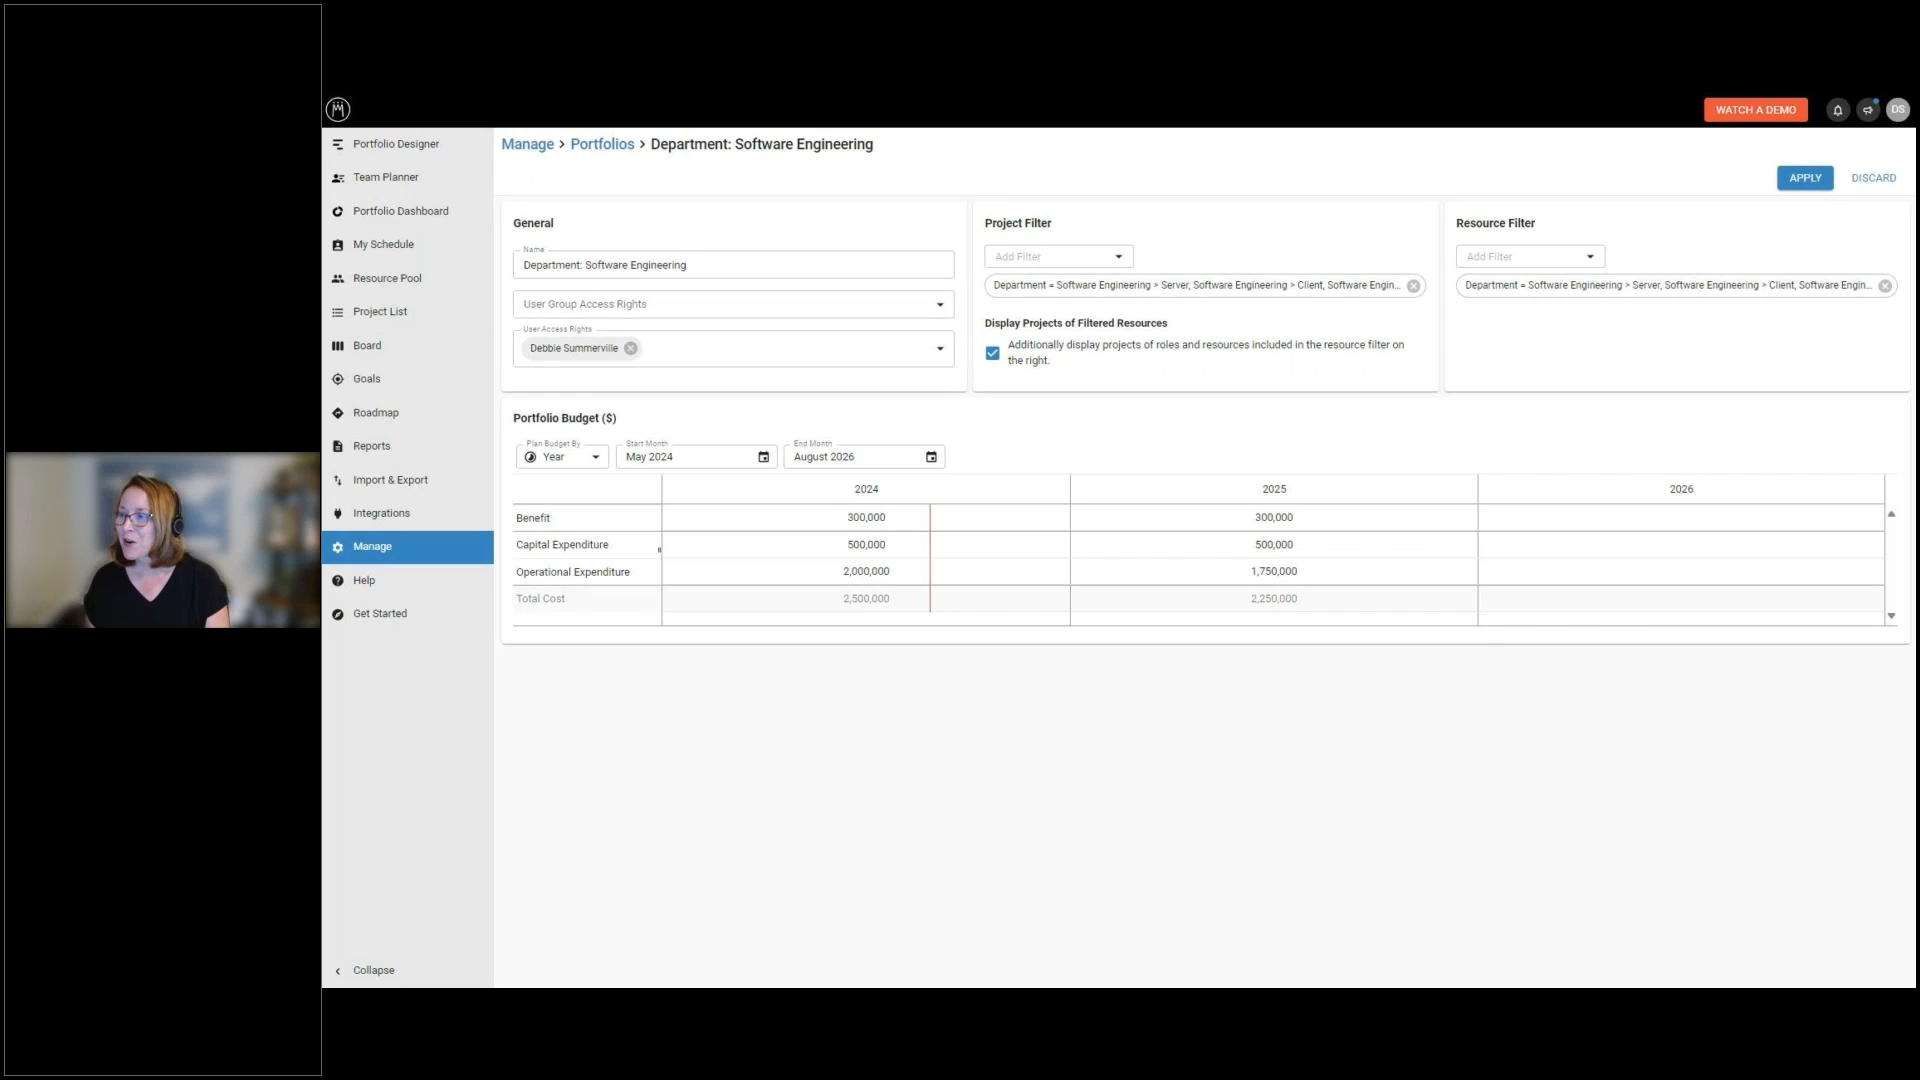 WATCH A DEMO
DS
Portfolio Designer
Team Planner
Portfolio Dashboard
My Schedule
Resource Pool
Project List
Board
Goals
Roadmap
Reports
Import & Export
Integrations
Manage
Help
Get Started
Collapse
Manage > Portfolios > Department: Software Engineering
APPLY
DISCARD
General
Name
Department: Software Engineering
User Group Access Rights
User Access Rights
Debbie Summerville
Project Filter
Add Filter
Department = Software Engineering > Server, Software Engineering > Client, Software Engin...
Display Projects of Filtered Resources
Additionally display projects of roles and resources included in the resource filter on
the right.
Resource Filter
Add Filter
Department = Software Engineering > Server, Software Engineering > Client, Software Engin...
Portfolio Budget ($)
Plan Budget By
Year
Start Month
May 2024
End Month
August 2026
2024 2025 2026
Benefit 300,000 300,000
Capital Expenditure 500,000 500,000
Operational Expenditure 2,000,000 1,750,000
Total Cost 2,500,000 2,250,000